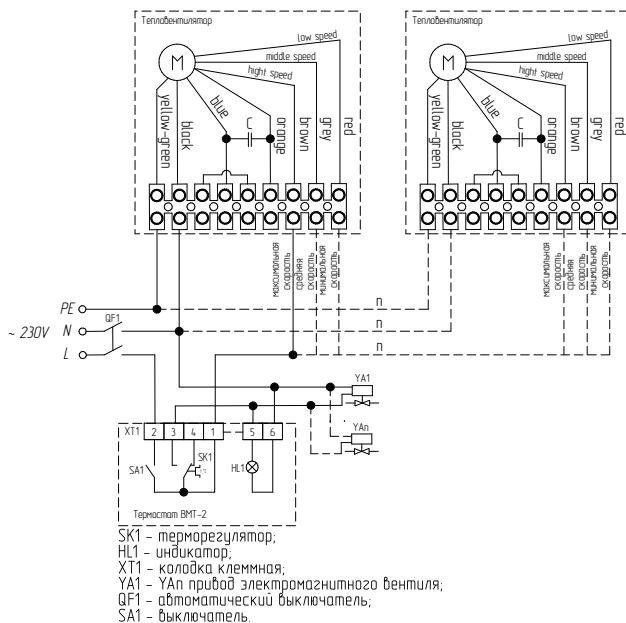 Тепловентилятор
M
low speed
middle speed
hight speed
yellow-green
black
blue
C
orange
brown
grey
red
максимальная
скорость
средняя
скорость
минимальная
скорость
Тепловентилятор
M
low speed
middle speed
hight speed
yellow-green
black
blue
C
orange
brown
grey
red
максимальная
скорость
средняя
скорость
минимальная
скорость
PE
n
QF1
~ 230V N
n
L
n
YA1
YAn
XT1 2 3 4 1 5 6
SK1
t°C
SA1
HL1
Термостат ВМТ-2
SK1 – терморегулятор;
HL1 – индикатор;
XT1 – колодка клеммная;
YA1 – YAn привод электромагнитного вентиля;
QF1 – автоматический выключатель;
SA1 – выключатель.